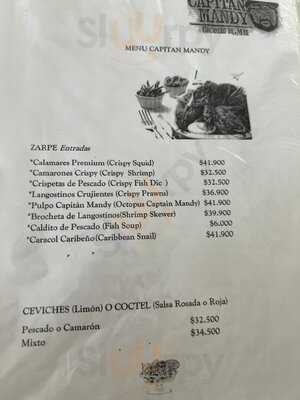 CAPITÁN
MANDY
MENU CAPITAN MANDY
ZARPE Entradas
*Calamares Premium (Crispy Squid) $41.900
*Camarones Crispy (Crispy Shrimp) $32.500
*Crispetas de Pescado (Crispy Fish Dic ) $32.500
*Langostinos Crujientes (Crispy Prawns) $36.900
*Pulpo Capitán Mandy (Octopus Captain Mandy) $41.900
*Brocheta de Langostinos(Shrimp Skewer) $39.900
*Caldito de Pescado (Fish Soup) $6.000
*Caracol Caribeño(Caribbean Snail) $41.900
CEVICHES (Limón) O COCTEL (Salsa Rosada o Roja)
Pescado o Camarón $32.500
Mixto $34.500